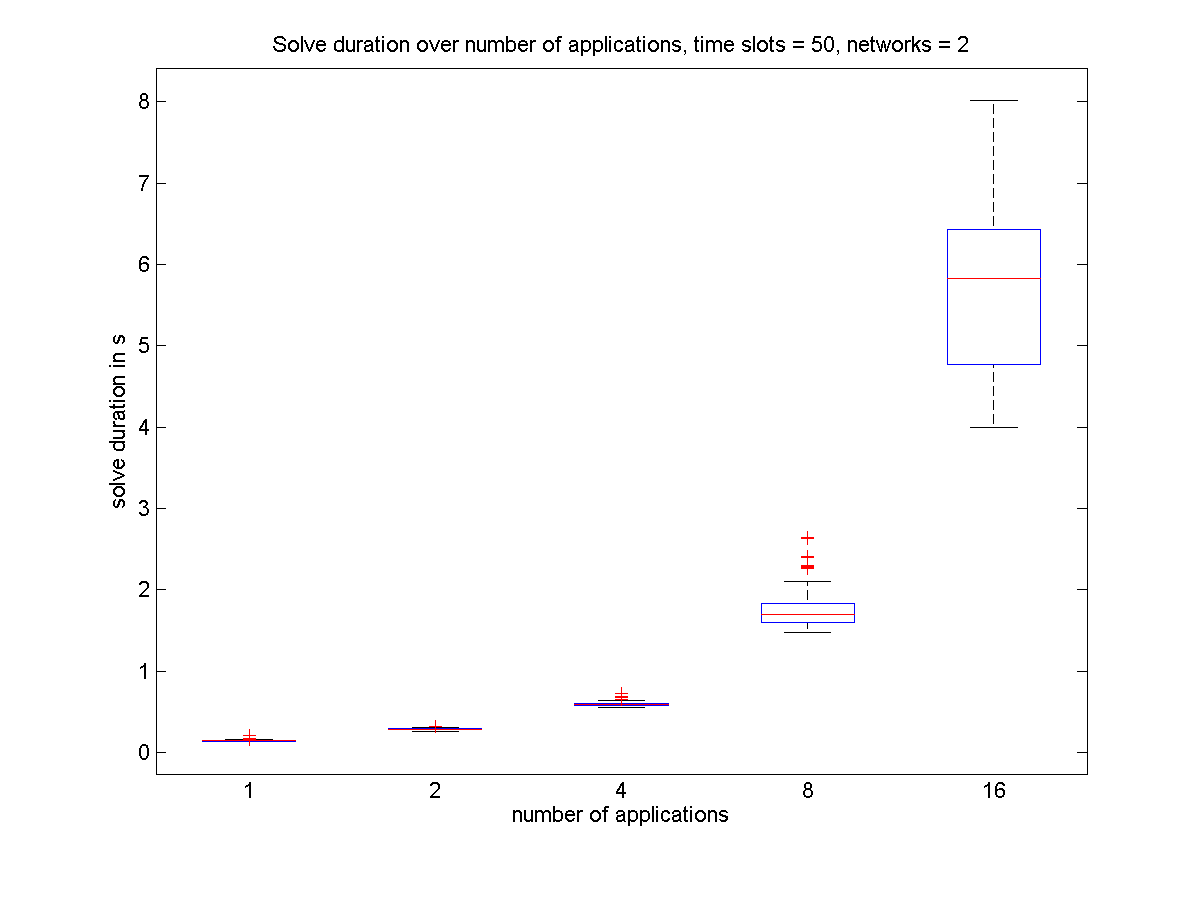 Solve duration over number of applications, time slots = 50, networks = 2
8
7
6
5
4
3
2
1
0
solve duration in s
1 2 4 8 16
number of applications